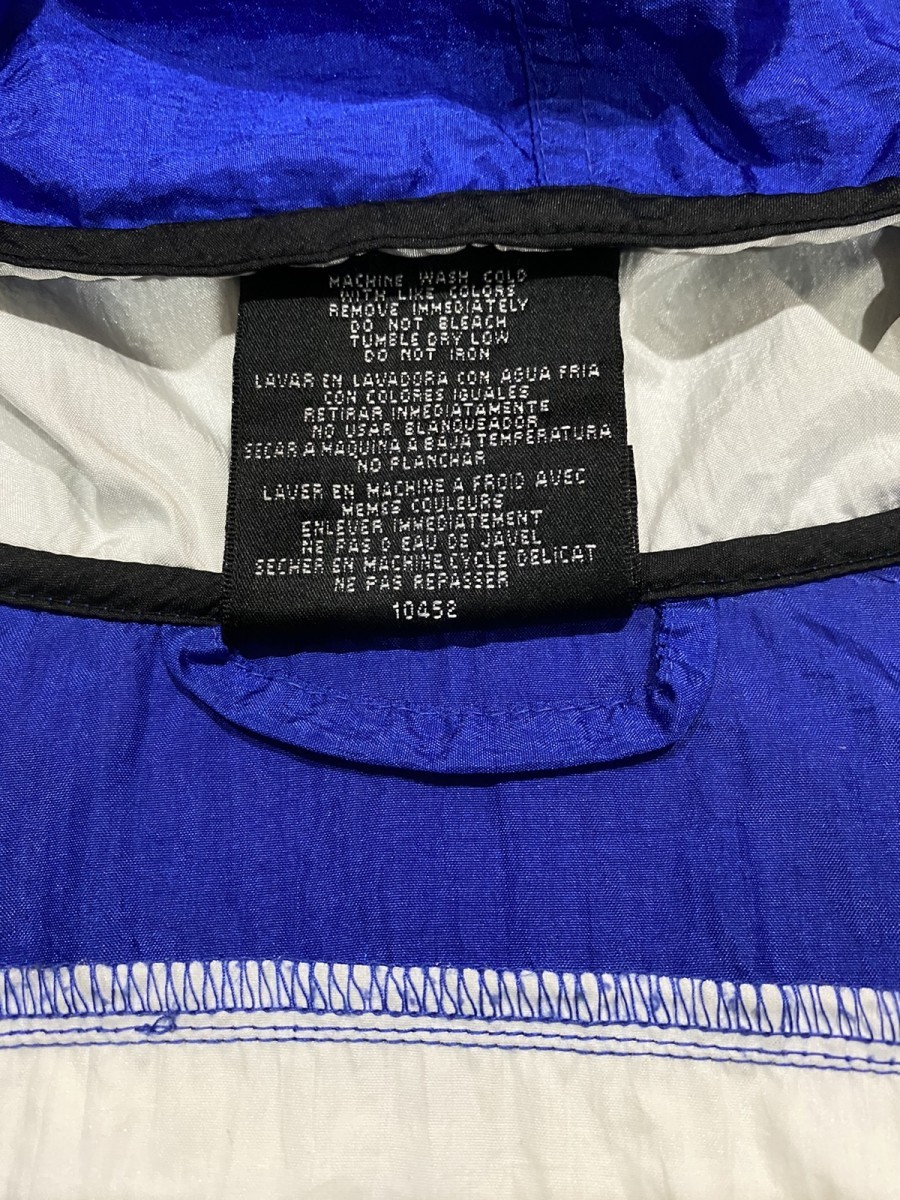 MACHINE WASH COLD
WITH LIKE COLORS
REMOVE IMMEDIATELY
DO NOT BLEACH
TUMBLE DRY LOW
DO NOT IRON
LAVAR EN LAVADORA CON AGUA FRIA
CON COLORES IGUALES
RETIRAR INMEDIATAMENTE
NO USAR BLANQUEADOR
SECAR A MAQUINA A BAJA TEMPERATURA
NO PLANCHAR
LAVER EN MACHINE A FROID AVEC
MEMES COULEURS
ENLEVER IMMEDIATEMENT
NE PAS D EAU DE JAVEL
SECHER EN MACHINE CYCLE DELICAT
NE PAS REPASSER
10452